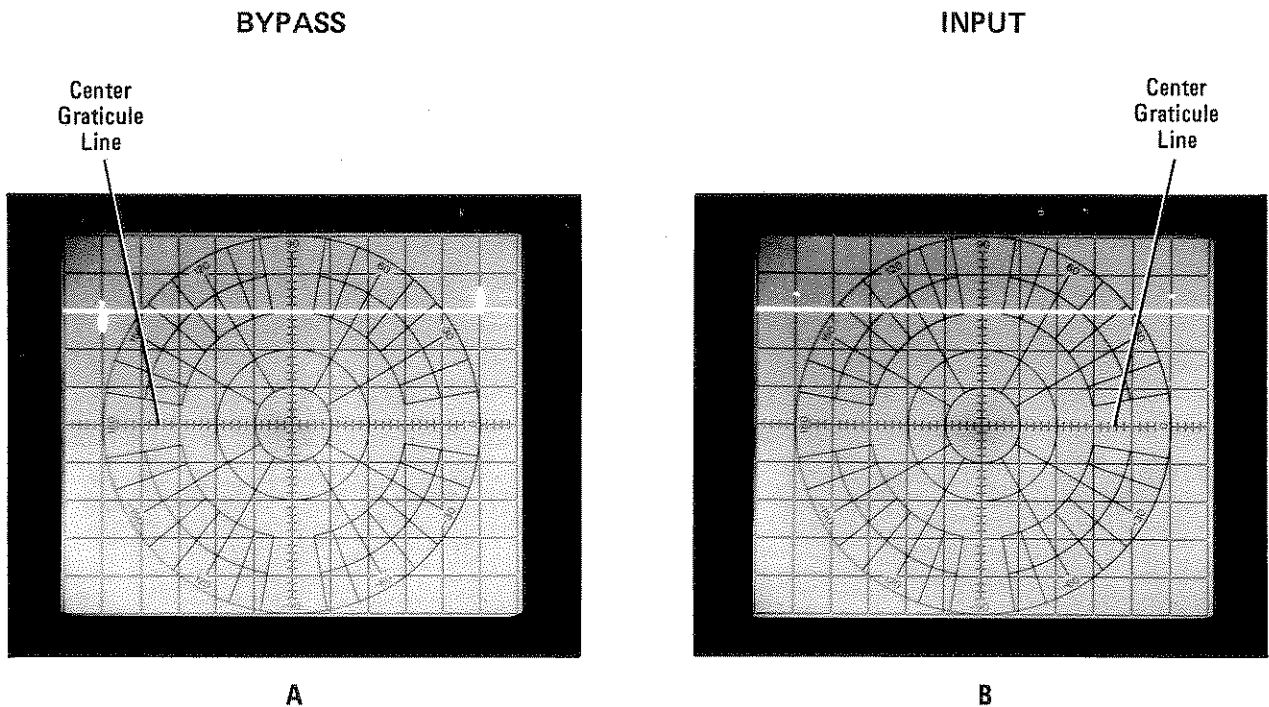 BYPASS
INPUT
Center
Graticule
Line
Center
Graticule
Line
A
B